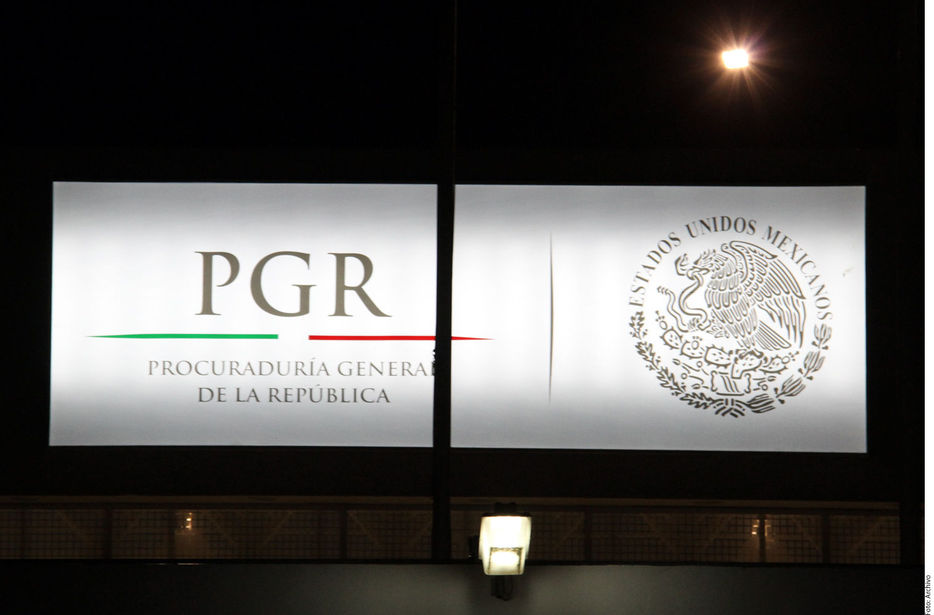 PGR
PROCURADURÍA GENERAL
DE LA REPÚBLICA
ESTADOS UNIDOS MEXICANOS
Foto: Archivo